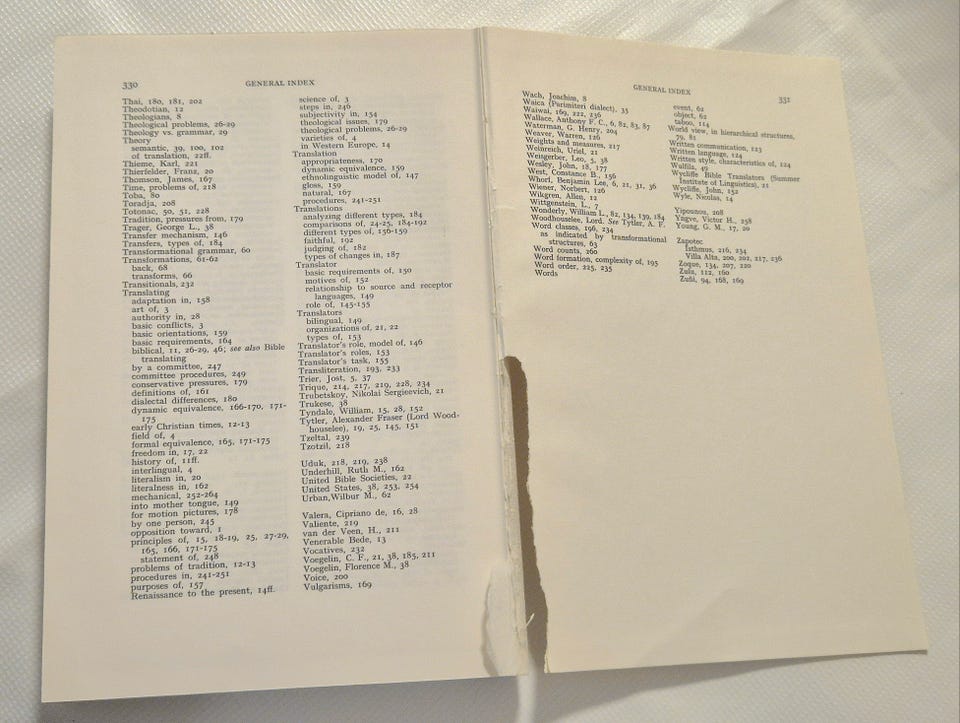 330
GENERAL INDEX
Thai, 180, 181, 202
Theodotian, 12
Theologians, 8
Theological problems, 26-29
Theology vs. grammar, 29
Theory
semantic, 39, 100, 102
of translation, 22ff.
Thieme, Karl, 221
Thierfelder, Franz, 20
Thomson, James, 167
Time, problems of, 218
Toba, 80
Toradja, 208
Totonac, 50, 51, 228
Tradition, pressures from, 179
Trager, George L., 38
Transfer mechanism, 146
Transfers, types of, 184
Transformational grammar, 60
Transformations, 61-62
back, 68
transforms, 66
Transitionals, 232
Translating
adaptation in, 158
art of, 3
authority in, 28
basic conflicts, 3
basic orientations, 159
basic requirements, 164
biblical, 11, 26-29, 46; see also Bible
translating
by a committee, 247
committee procedures, 249
conservative pressures, 179
definitions of, 161
dialectal differences, 180
dynamic equivalence, 166-170, 171-
175
early Christian times, 12-13
field of, 4
formal equivalence, 165, 171-175
freedom in, 17, 22
history of, 11ff.
interlingual, 4
literalism in, 20
literalness in, 162
mechanical, 252-264
into mother tongue, 149
for motion pictures, 178
by one person, 245
opposition toward, 1
principles of, 15, 18-19, 25, 27-29,
165, 166, 171-175
statement of, 248
problems of tradition, 12-13
procedures in, 241-251
purposes of, 157
Renaissance to the present, 14ff.
science of, 3
steps in, 246
subjectivity in, 154
theological issues, 179
theological problems, 26-29
varieties of, 4
in Western Europe, 14
Translation
appropriateness, 170
dynamic equivalence, 159
ethnolinguistic model of, 147
gloss, 159
natural, 167
procedures, 241-251
Translations
analyzing different types, 184
comparisons of, 24-25, 184-192
different types of, 156-159
faithful, 192
judging of, 182
types of changes in, 187
Translator
basic requirements of, 150
motives of, 152
relationship to source and receptor
languages, 149
role of, 145-155
Translators
bilingual, 149
organizations of, 21, 22
types of, 153
Translator's role, model of, 146
Translator's roles, 153
Translator's task, 155
Transliteration, 193, 233
Trier, Jost, 5, 37
Trique, 214, 217, 219, 228, 234
Trubetskoy, Nikolai Sergieevich, 21
Trukese, 38
Tyndale, William, 15, 28, 152
Tytler, Alexander Fraser (Lord Wood-
houselee), 19, 25, 145, 151
Tzeltal, 239
Tzotzil, 218
Uduk, 218, 219, 238
Underhill, Ruth M., 162
United Bible Societies, 22
United States, 38, 253, 254
Urban, Wilbur M., 62
Valera, Cipriano de, 16, 28
Valiente, 219
van der Veen, H., 211
Venerable Bede, 13
Vocatives, 232
Voegelin, C. F., 21, 38, 185, 211
Voegelin, Florence M., 38
Voice, 200
Vulgarisms, 169
GENERAL INDEX
331
Wach, Joachim, 8
Waica (Parimiteri dialect), 35
Waiwai, 169, 222, 236
Wallace, Anthony F. C., 6, 82, 83, 87
Waterman, G. Henry, 204
Weaver, Warren, 126
Weights and measures, 217
Weinreich, Uriel, 21
Weisgerber, Leo, 5, 38
Wesley, John, 18, 177
West, Constance B., 156
Whorf, Benjamin Lee, 6, 21, 31, 36
Wiener, Norbert, 126
Wikgren, Allen, 12
Wittgenstein, L., 7
Wonderly, William L., 82, 134, 139, 184
Woodhouselee, Lord. See Tytler, A. F.
Word classes, 196, 234
as indicated by transformational
structures, 63
Word counts, 260
Word formation, complexity of, 195
Word order, 225, 235
Words
event, 62
object, 62
taboo, 114
World view, in hierarchical structures,
79, 81
Written communication, 123
Written language, 124
Written style, characteristics of, 124
Wulfila, 49
Wycliffe Bible Translators (Summer
Institute of Linguistics), 21
Wycliffe, John, 152
Wyle, Nicolas, 14
Yipounou, 208
Yngve, Victor H., 258
Young, G. M., 17, 20
Zapotec
Isthmus, 216, 234
Villa Alta, 200, 202, 217, 236
Zoque, 134, 207, 220
Zulu, 112, 160
Zuñi, 94, 168, 169